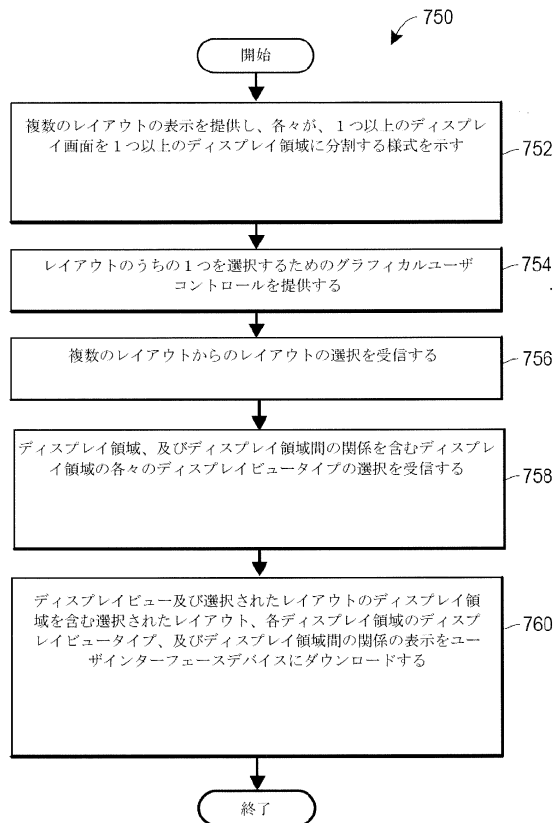 750
開始
複数のレイアウトの表示を提供し、各々が、１つ以上のディスプレ
イ画面を１つ以上のディスプレイ領域に分割する様式を示す
752
レイアウトのうちの１つを選択するためのグラフィカルユーザ
コントロールを提供する
754
複数のレイアウトからのレイアウトの選択を受信する
756
ディスプレイ領域、及びディスプレイ領域間の関係を含むディスプレ
イ領域の各々のディスプレイビュータイプの選択を受信する
758
ディスプレイビュー及び選択されたレイアウトのディスプレイ領
域を含む選択されたレイアウト、各ディスプレイ領域のディスプ
レイビュータイプ、及びディスプレイ領域間の関係の表示をユー
ザインターフェースデバイスにダウンロードする
760
終了